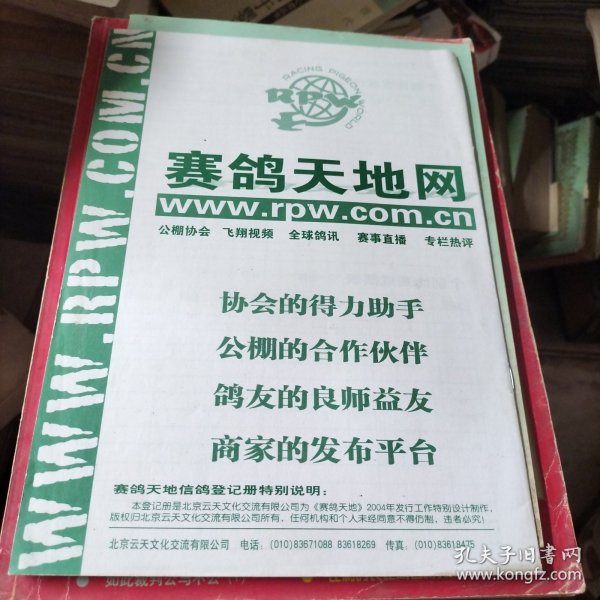 WWW.RPW.COM.CN
RACING PIGEON WORLD
RPW
赛鸽天地网
www.rpw.com.cn
公棚协会 飞翔视频 全球鸽讯 赛事直播 专栏热评
协会的得力助手
公棚的合作伙伴
鸽友的良师益友
商家的发布平台
赛鸽天地信鸽登记册特别说明：
本登记册是北京云天文化交流有限公司为《赛鸽天地》2004年发行工作特别设计制作，
版权归北京云天文化交流有限公司所有，任何机构和个人未经同意不得仿制，违者必究！
北京云天文化交流有限公司 电话：(010)83671088 83618269 传真：(010)83618475
如此裁判公与不公
孔夫子旧书网
www.kongfz.com